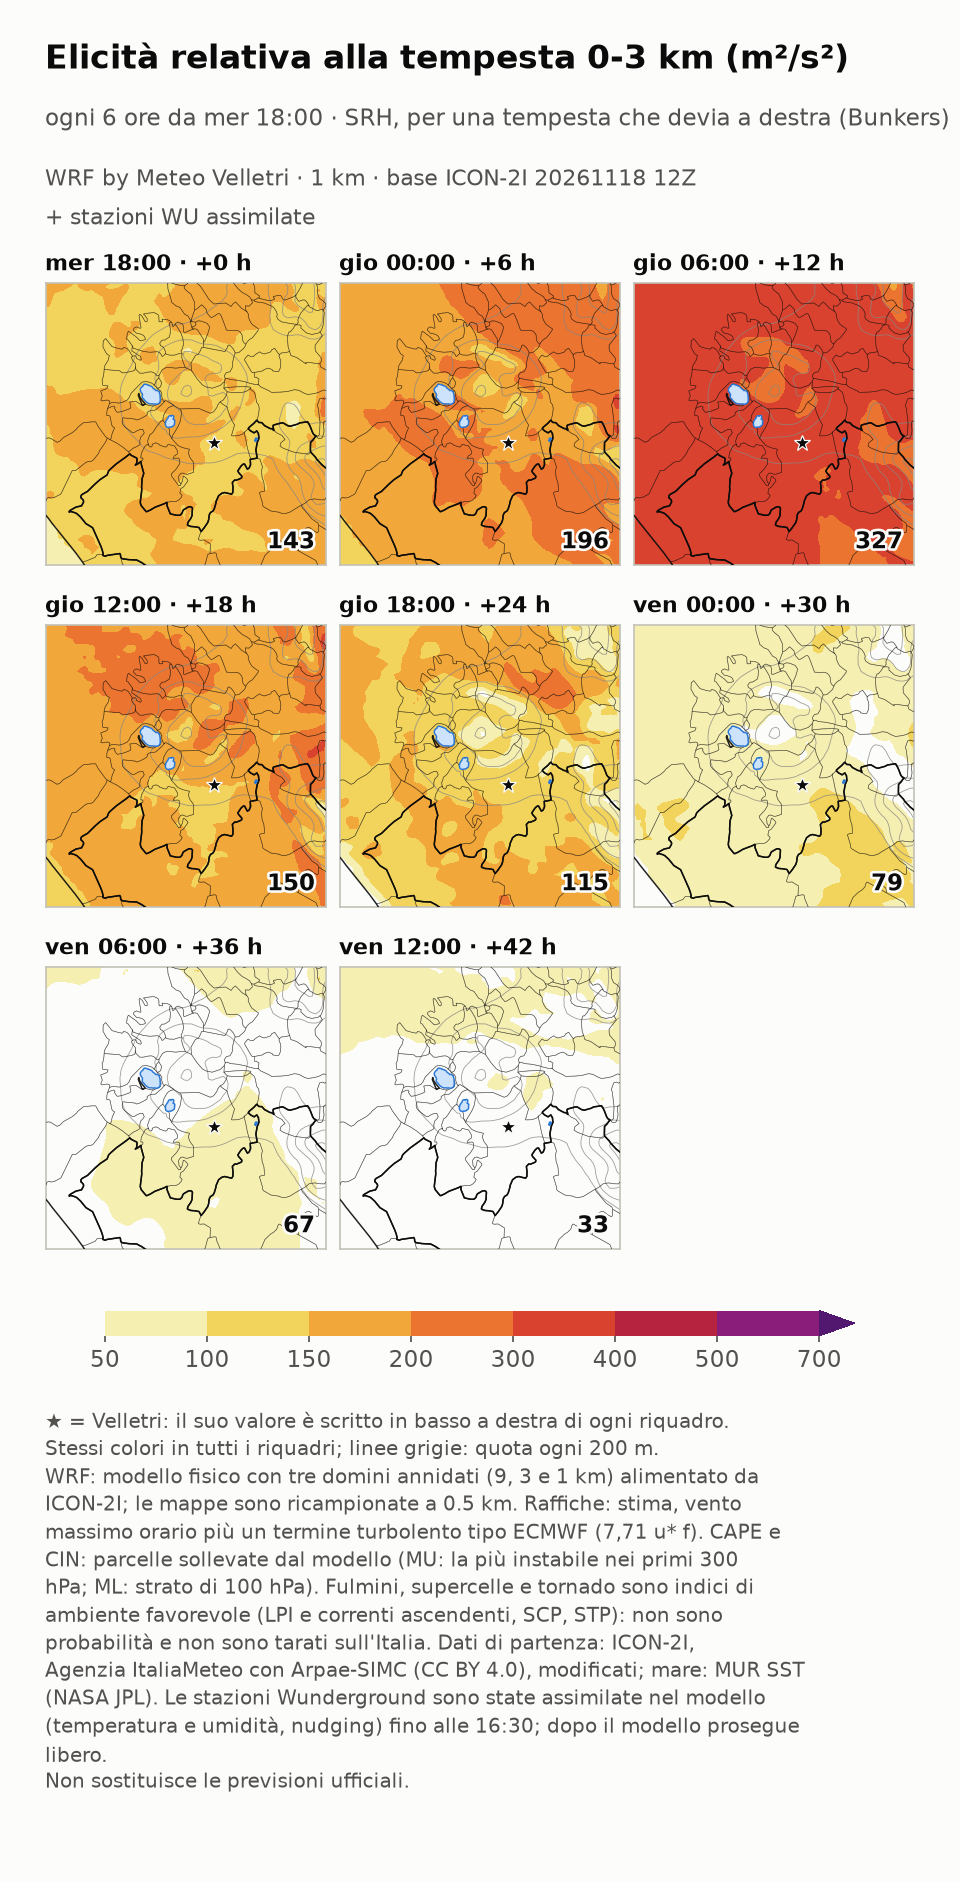 Elicità relativa alla tempesta 0-3 km (m²/s²)
ogni 6 ore da mer 18:00 · SRH, per una tempesta che devia a destra (Bunkers)
WRF by Meteo Velletri · 1 km · base ICON-2I 20261118 12Z
+ stazioni WU assimilate
mer 18:00 · +0 h
gio 00:00 · +6 h
gio 06:00 · +12 h
143
196
327
gio 12:00 · +18 h
gio 18:00 · +24 h
ven 00:00 · +30 h
150
115
79
ven 06:00 · +36 h
ven 12:00 · +42 h
67
33
50 100 150 200 300 400 500 700
★ = Velletri: il suo valore è scritto in basso a destra di ogni riquadro.
Stessi colori in tutti i riquadri; linee grigie: quota ogni 200 m.
WRF: modello fisico con tre domini annidati (9, 3 e 1 km) alimentato da
ICON-2I; le mappe sono ricampionate a 0.5 km. Raffiche: stima, vento
massimo orario più un termine turbolento tipo ECMWF (7,71 u* f). CAPE e
CIN: parcelle sollevate dal modello (MU: la più instabile nei primi 300
hPa; ML: strato di 100 hPa). Fulmini, supercelle e tornado sono indici di
ambiente favorevole (LPI e correnti ascendenti, SCP, STP): non sono
probabilità e non sono tarati sull'Italia. Dati di partenza: ICON-2I,
Agenzia ItaliaMeteo con Arpae-SIMC (CC BY 4.0), modificati; mare: MUR SST
(NASA JPL). Le stazioni Wunderground sono state assimilate nel modello
(temperatura e umidità, nudging) fino alle 16:30; dopo il modello prosegue
libero.
Non sostituisce le previsioni ufficiali.